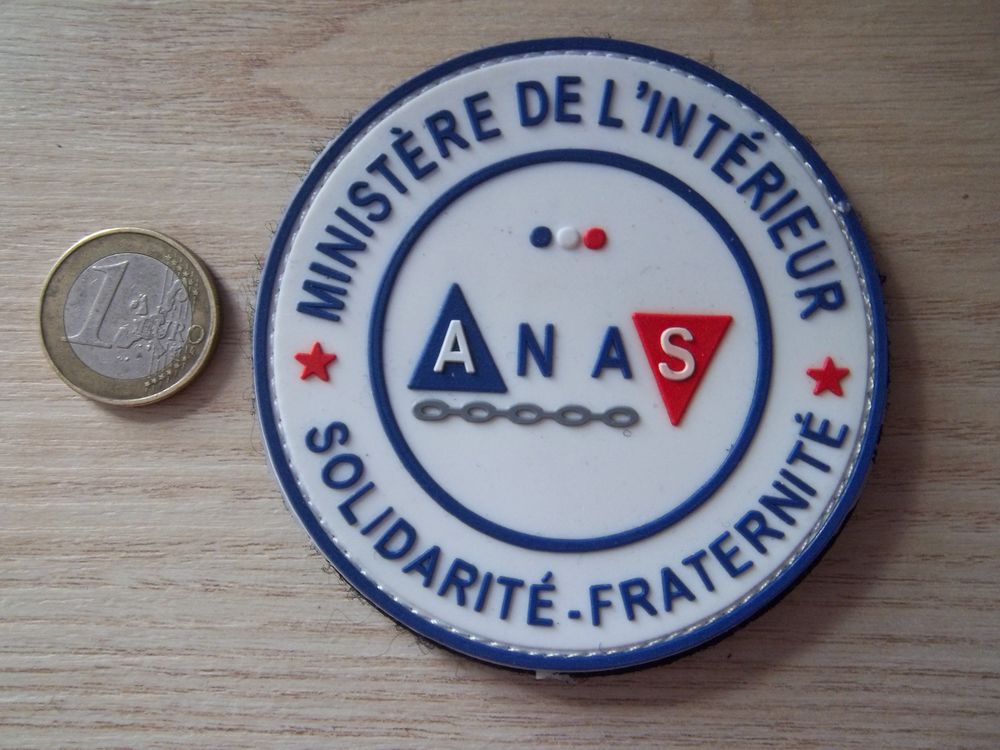 MINISTÈRE DE L'INTÉRIEUR
ANAS
SOLIDARITÉ-FRATERNITÉ
1
EURO